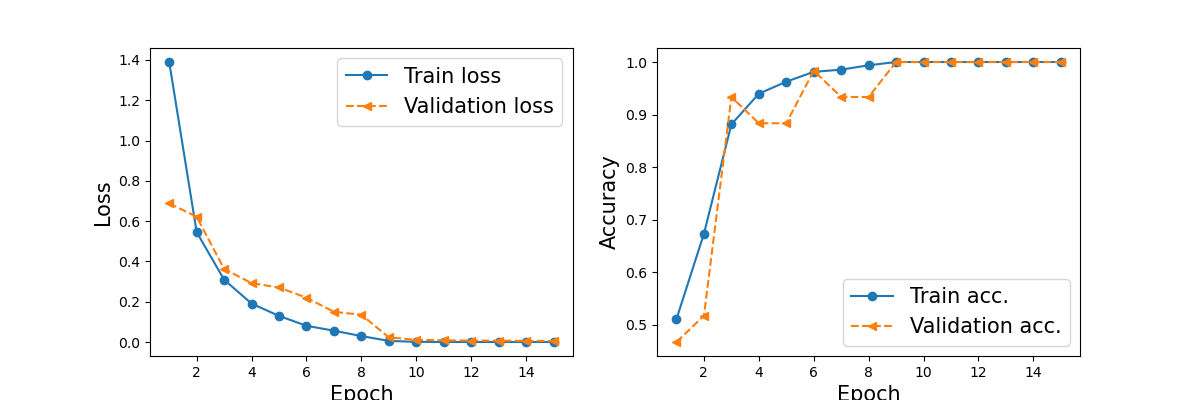 1.4
1.2
1.0
0.8
0.6
0.4
0.2
0.0
Loss
Train loss
Validation loss
2 4 6 8 10 12 14
Epoch
1.0
0.9
0.8
0.7
0.6
0.5
Accuracy
Train acc.
Validation acc.
2 4 6 8 10 12 14
Epoch